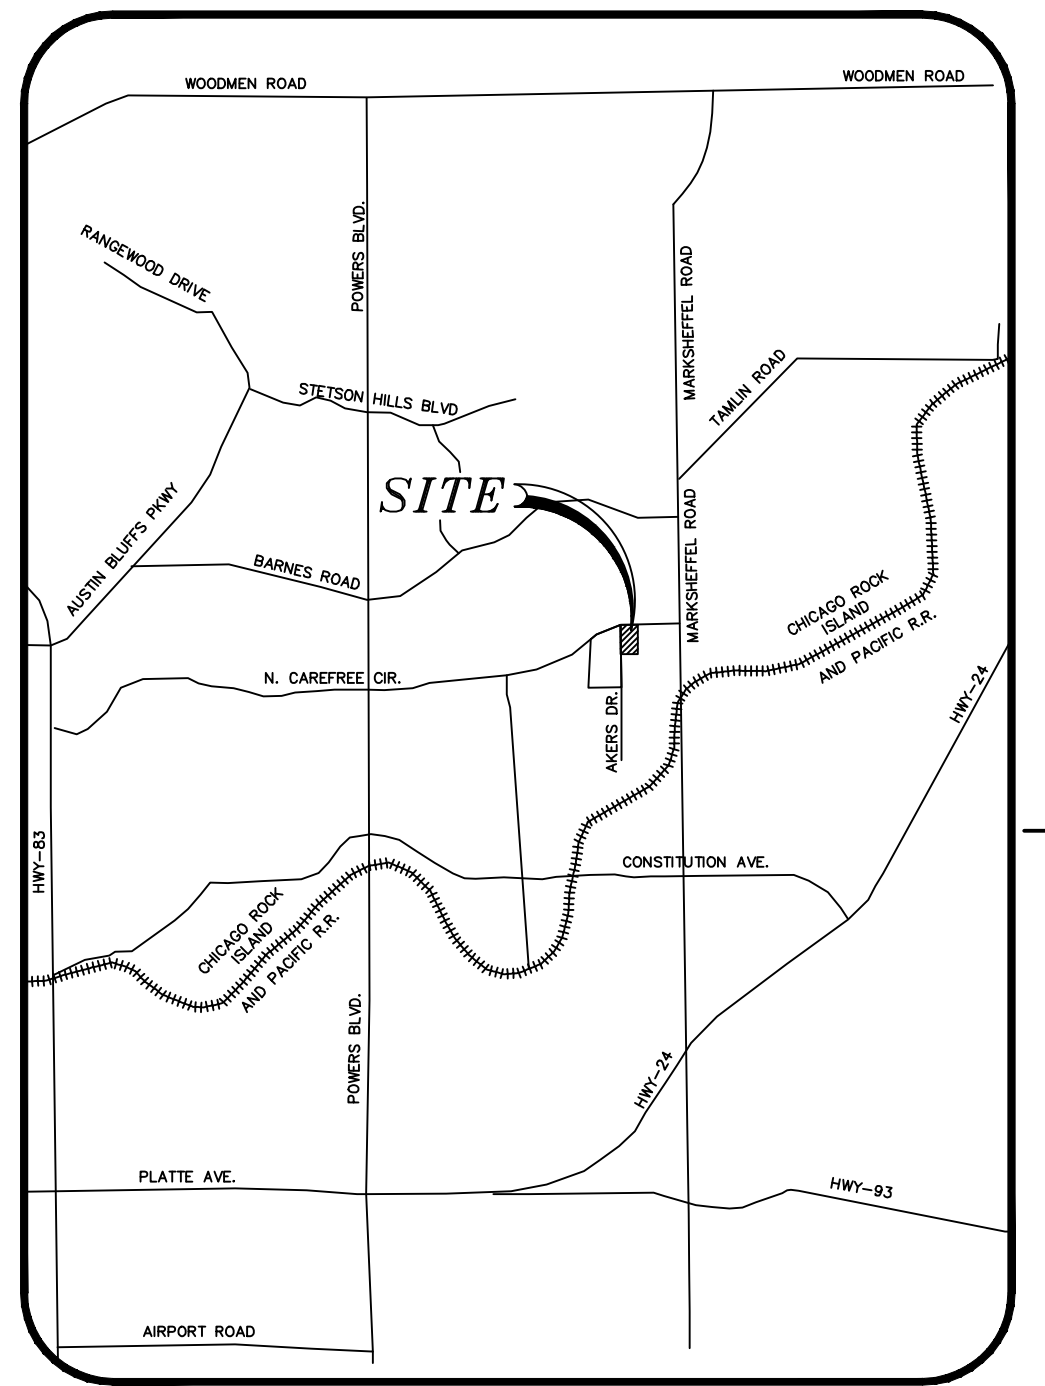 WOODMEN ROAD
WOODMEN ROAD
POWERS BLVD.
RANGEWOOD DRIVE
MARKSHEFFEL ROAD
TAMLIN ROAD
STETSON HILLS BLVD
SITE
AUSTIN BLUFFS PKWY
MARKSHEFFEL ROAD
BARNES ROAD
CHICAGO ROCK
ISLAND
AND PACIFIC R.R.
N. CAREFREE CIR.
HWY-24
AKERS DR.
HWY-83
CONSTITUTION AVE.
CHICAGO ROCK
ISLAND
AND PACIFIC R.R.
POWERS BLVD.
HWY-24
PLATTE AVE.
HWY-93
AIRPORT ROAD